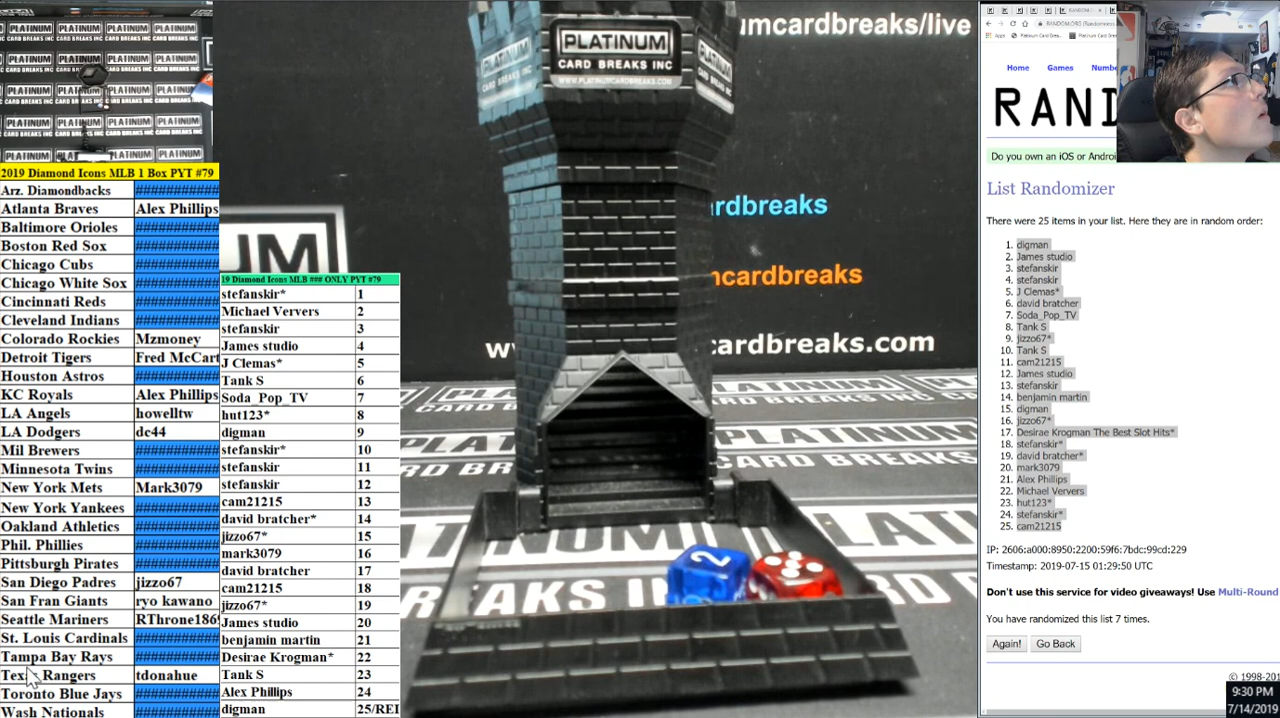 2019 Diamond Icons MLB 1 Box PYT #79
Arz. Diamondbacks ##########
Atlanta Braves Alex Phillips
Baltimore Orioles ##########
Boston Red Sox ##########
Chicago Cubs ##########
Chicago White Sox ##########
Cincinnati Reds ##########
Cleveland Indians ##########
Colorado Rockies Mzmoney
Detroit Tigers Fred McCart
Houston Astros ##########
KC Royals Alex Phillips
LA Angels howelltw
LA Dodgers dc44
Mil Brewers ##########
Minnesota Twins ##########
New York Mets Mark3079
New York Yankees ##########
Oakland Athletics ##########
Phil. Phillies ##########
Pittsburgh Pirates ##########
San Diego Padres jizzo67
San Fran Giants ryo kawano
Seattle Mariners RThrone186
St. Louis Cardinals ##########
Tampa Bay Rays ##########
Rangers tdonahue
Toronto Blue Jays ##########
Wash Nationals ##########
19 Diamond Icons MLB ### ONLY PYT #79
stefanskir* 1
Michael Ververs 2
stefanskir 3
James studio 4
J Clemas* 5
Tank S 6
Soda_Pop_TV 7
hut123* 8
digman 9
stefanskir* 10
stefanskir 11
stefanskir 12
cam21215 13
david bratcher* 14
jizzo67* 15
mark3079 16
david bratcher 17
cam21215 18
jizzo67* 19
James studio 20
benjamin martin 21
Desirae Krogman* 22
Tank S 23
Alex Phillips 24
digman 25/REI
PLATINUM
CARD BREAKS INC
WWW.PLATINUMCARDBREAKS.COM
umcardbreaks/live
rdbreaks
mcardbreaks
w
cardbreaks.com
UM
2
Home Games Numbe
RAND
Do you own an iOS or Androi
List Randomizer
There were 25 items in your list. Here they are in random order:
1. digman
2. James studio
3. stefanskir
4. stefanskir
5. J Clemas*
6. david bratcher
7. Soda_Pop_TV
8. Tank S
9. jizzo67*
10. Tank S
11. cam21215
12. James studio
13. stefanskir
14. benjamin martin
15. digman
16. jizzo67*
17. Desirae Krogman The Best Slot Hits*
18. stefanskir*
19. david bratcher*
20. mark3079
21. Alex Phillips
22. Michael Ververs
23. hut123*
24. stefanskir*
25. cam21215
IP: 2606:a000:8950:2200:59f6:7bdc:99cd:229
Timestamp: 2019-07-15 01:29:50 UTC
Don't use this service for video giveaways! Use Multi-Round
You have randomized this list 7 times.
Again! Go Back
© 1998-201
9:30 PM
7/14/2019